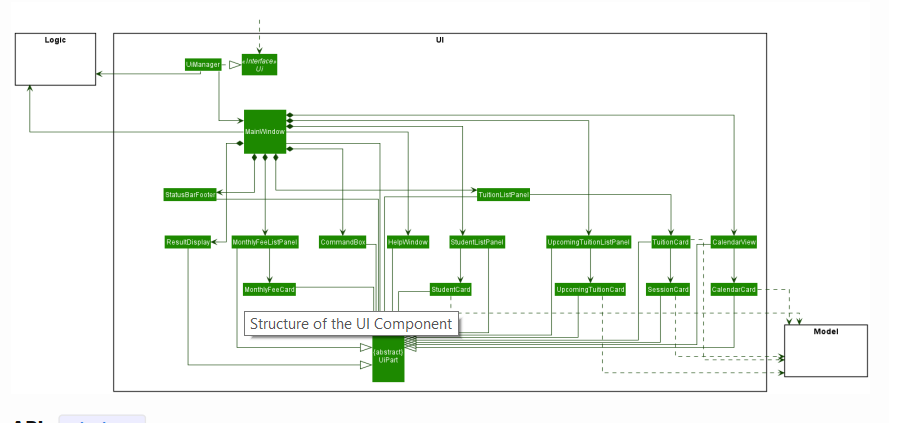 Logic
UI
UiManager
«Interface»
Ui
MainWindow
StatusBarFooter
TuitionListPanel
ResultDisplay
MonthlyFeeListPanel
CommandBox
HelpWindow
StudentListPanel
UpcomingTuitionListPanel
TuitionCard
CalendarView
MonthlyFeeCard
StudentCard
UpcomingTuitionCard
SessionCard
CalendarCard
Structure of the UI Component
Model
{abstract}
UiPart